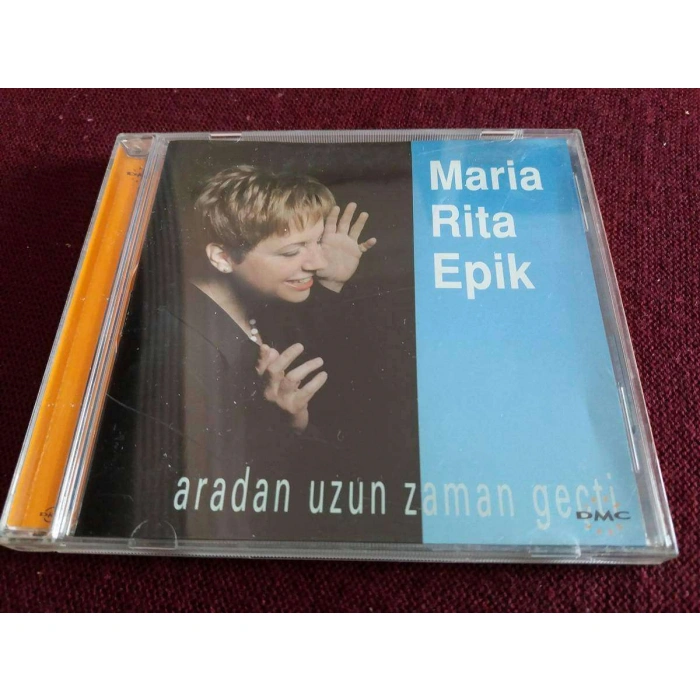 Maria
Rita
Epik
aradan uzun zaman geçti
DMC